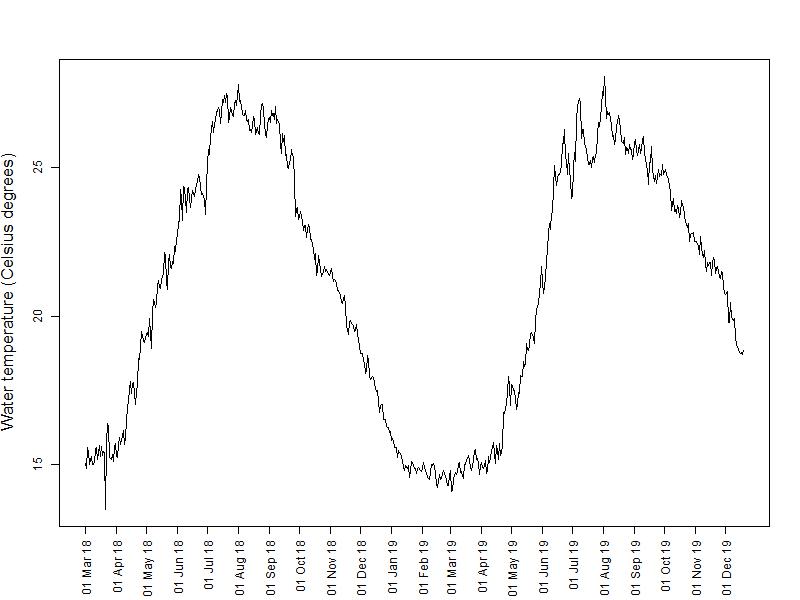 Water temperature (Celsius degrees)
25
20
15
01 Mar 18
01 Apr 18
01 May 18
01 Jun 18
01 Jul 18
01 Aug 18
01 Sep 18
01 Oct 18
01 Nov 18
01 Dec 18
01 Jan 19
01 Feb 19
01 Mar 19
01 Apr 19
01 May 19
01 Jun 19
01 Jul 19
01 Aug 19
01 Sep 19
01 Oct 19
01 Nov 19
01 Dec 19